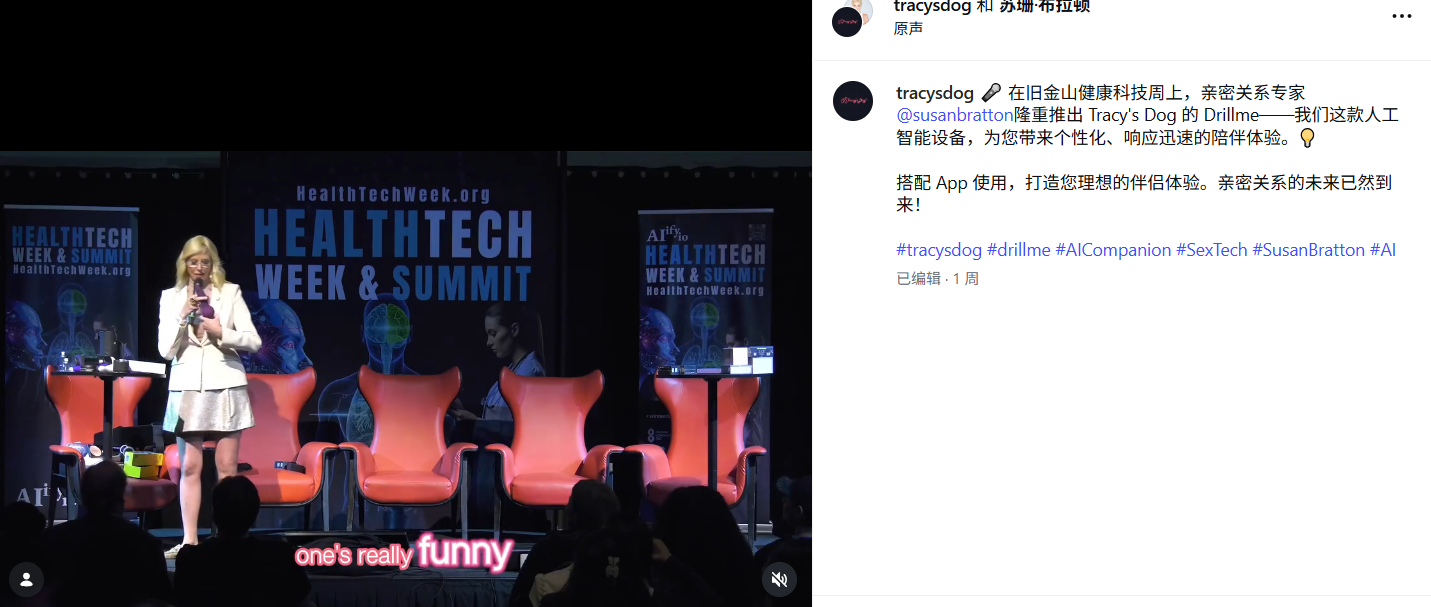 HealthTechWeek.org
HEALTHTECH
WEEK & SUMMIT
HEALTHTECH
WEEK & SUMMIT
HealthTechWeek.org
AIify.io
AIify.io
HEALTHTECH
WEEK & SUMMIT
HealthTechWeek.org
one's really funny
tracysdog 和 苏珊·布拉顿
原声
tracysdog 🎤 在旧金山健康科技周上，亲密关系专家
@susanbratton隆重推出 Tracy's Dog 的 Drillme——我们这款人工
智能设备，为您带来个性化、响应迅速的陪伴体验。💡
搭配 App 使用，打造您理想的伴侣体验。亲密关系的未来已然到
来！
#tracysdog #drillme #AICompanion #SexTech #SusanBratton #AI
已编辑 · 1 周